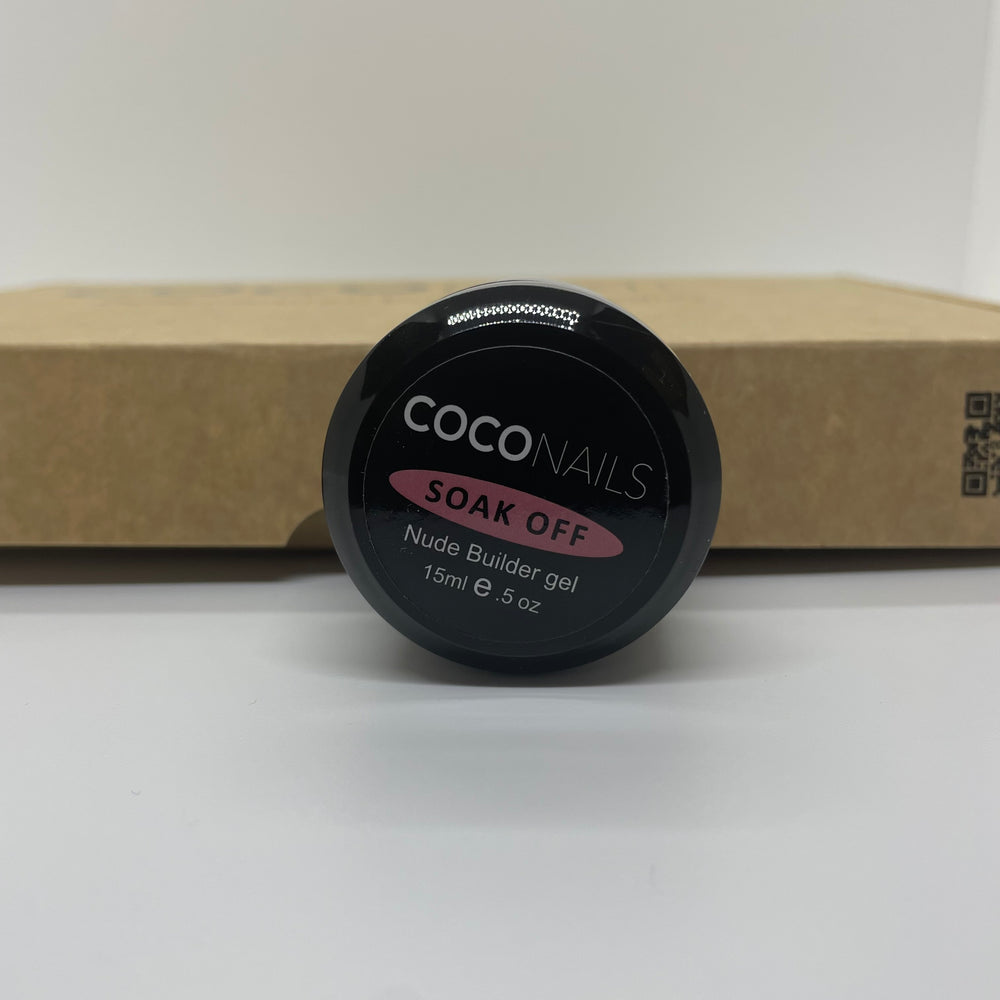 COCONAILS
SOAK OFF
Nude Builder gel
15ml e .5 oz